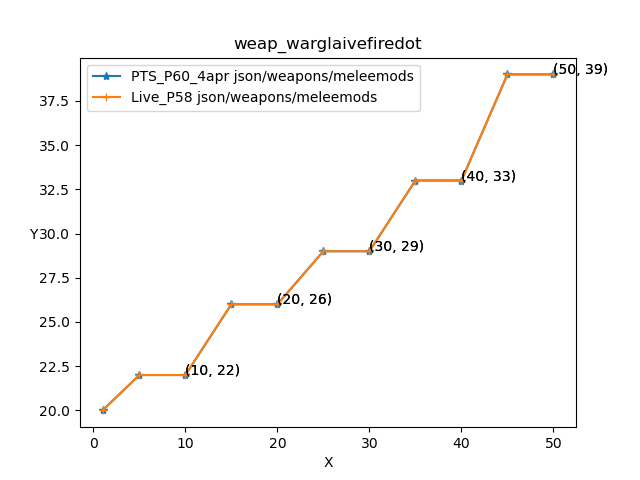 weap_warglaivefiredot
PTS_P60_4apr json/weapons/meleemods
Live_P58 json/weapons/meleemods
(50, 39)
(40, 33)
(30, 29)
(20, 26)
(10, 22)
Y
37.5
35.0
32.5
30.0
27.5
25.0
22.5
20.0
0 10 20 30 40 50
X